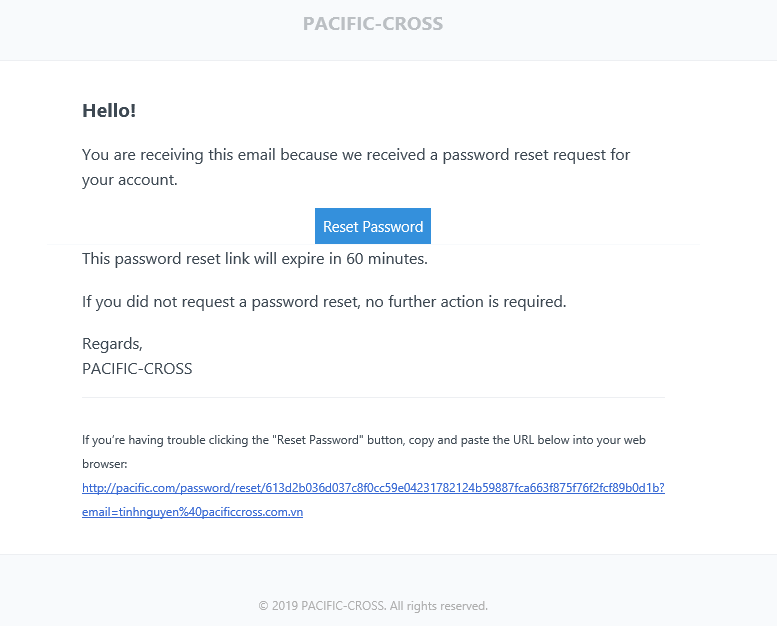 PACIFIC-CROSS
Hello!
You are receiving this email because we received a password reset request for
your account.
Reset Password
This password reset link will expire in 60 minutes.
If you did not request a password reset, no further action is required.
Regards,
PACIFIC-CROSS
If you’re having trouble clicking the "Reset Password" button, copy and paste the URL below into your web
browser:
http://pacific.com/password/reset/613d2b036d037c8f0cc59e04231782124b59887fca663f875f76f2fcf89b0d1b?
email=tinhnguyen%40pacificcross.com.vn
© 2019 PACIFIC-CROSS. All rights reserved.